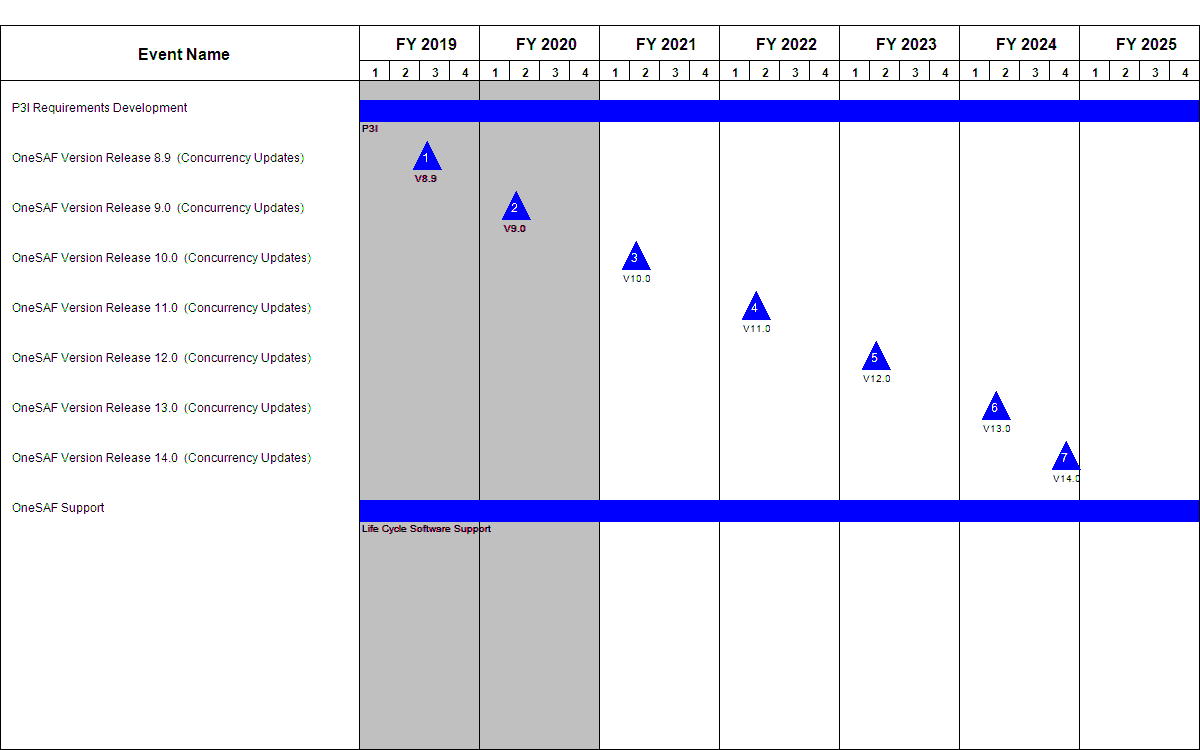 Event Name FY 2019 FY 2020 FY 2021 FY 2022 FY 2023 FY 2024 FY 2025
1 2 3 4 1 2 3 4 1 2 3 4 1 2 3 4 1 2 3 4 1 2 3 4 1 2 3 4
P3I Requirements Development
P3I
OneSAF Version Release 8.9 (Concurrency Updates) 1
V8.9
OneSAF Version Release 9.0 (Concurrency Updates) 2
V9.0
OneSAF Version Release 10.0 (Concurrency Updates) 3
V10.0
OneSAF Version Release 11.0 (Concurrency Updates) 4
V11.0
OneSAF Version Release 12.0 (Concurrency Updates) 5
V12.0
OneSAF Version Release 13.0 (Concurrency Updates) 6
V13.0
OneSAF Version Release 14.0 (Concurrency Updates) 7
V14.0
OneSAF Support
Life Cycle Software Support